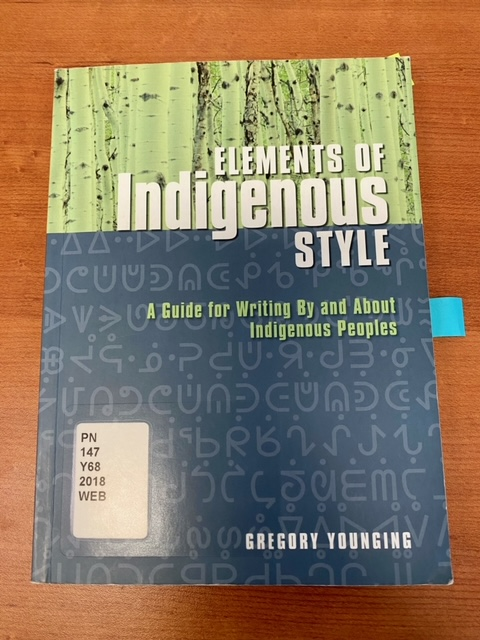 ELEMENTS OF
Indigenous
STYLE
A Guide for Writing By and About
Indigenous Peoples
PN
147
Y68
2018
WEB
GREGORY YOUNGING